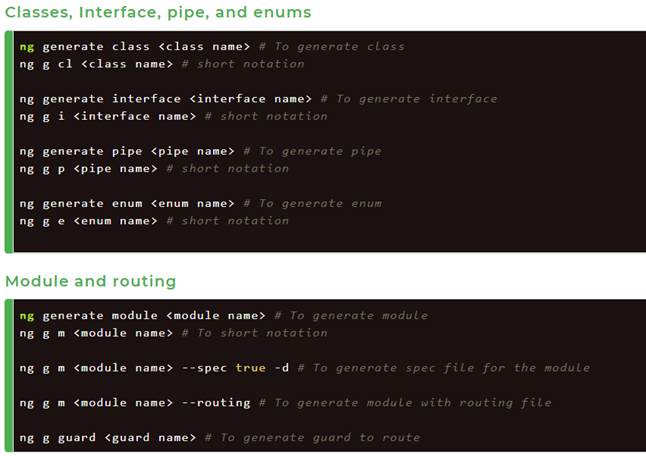 Classes, Interface, pipe, and enums
ng generate class <class name> # To generate class
ng g cl <class name> # short notation
ng generate interface <interface name> # To generate interface
ng g i <interface name> # short notation
ng generate pipe <pipe name> # To generate pipe
ng g p <pipe name> # short notation
ng generate enum <enum name> # To generate enum
ng g e <enum name> # short notation
Module and routing
ng generate module <module name> # To generate module
ng g m <module name> # To short notation
ng g m <module name> --spec true -d # To generate spec file for the module
ng g m <module name> --routing # To generate module with routing file
ng g guard <guard name> # To generate guard to route